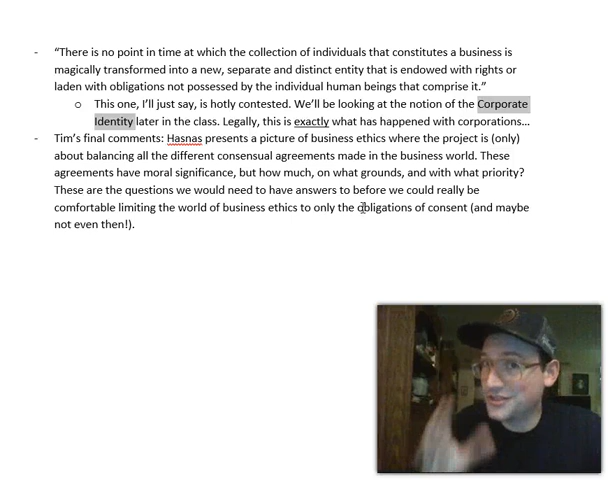 - “There is no point in time at which the collection of individuals that constitutes a business is
magically transformed into a new, separate and distinct entity that is endowed with rights or
laden with obligations not possessed by the individual human beings that comprise it.”
o This one, I’ll just say, is hotly contested. We’ll be looking at the notion of the Corporate
Identity later in the class. Legally, this is exactly what has happened with corporations…
- Tim’s final comments: Hasnas presents a picture of business ethics where the project is (only)
about balancing all the different consensual agreements made in the business world. These
agreements have moral significance, but how much, on what grounds, and with what priority?
These are the questions we would need to have answers to before we could really be
comfortable limiting the world of business ethics to only the obligations of consent (and maybe
not even then!).